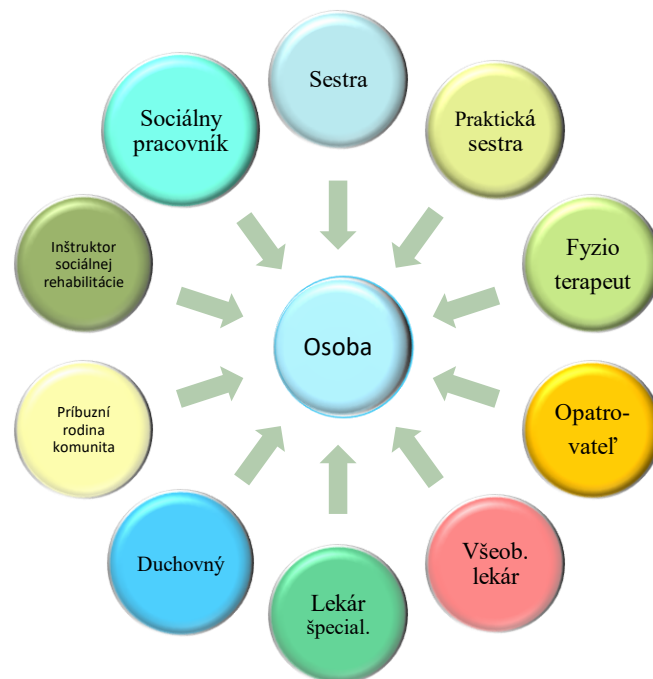 Sestra
Praktická
sestra
Fyzio
terapeut
Opatro-
vateľ
Všeob.
lekár
Lekár
špecial.
Duchovný
Príbuzní
rodina
komunita
Inštruktor
sociálnej
rehabilitácie
Sociálny
pracovník
Osoba